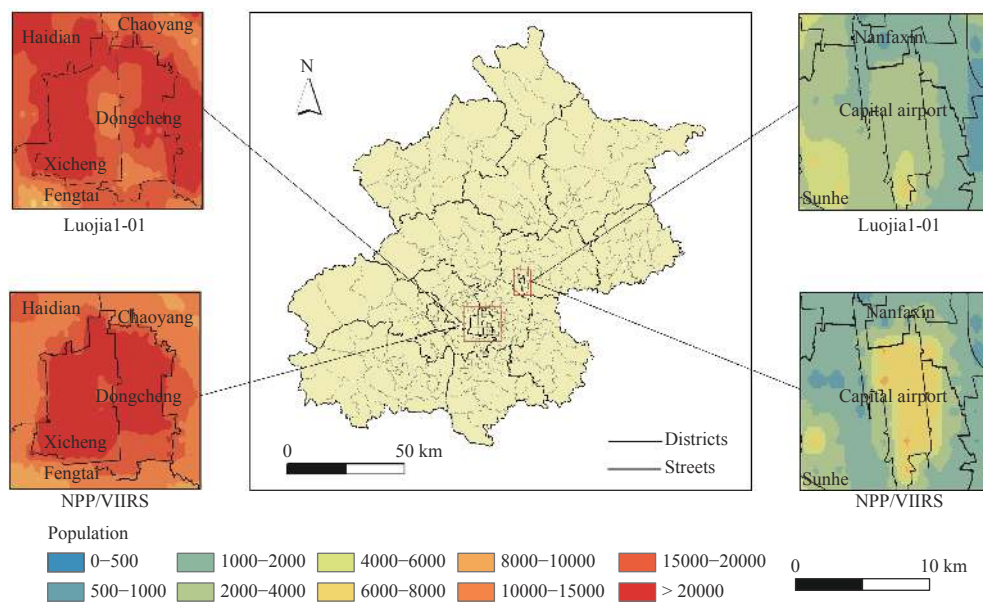 Haidian
Chaoyang
Dongcheng
Xicheng
Fengtai
Luojia1-01
N
Nanfaxin
Capital airport
Sunhe
Luojia1-01
Haidian
Chaoyang
Dongcheng
Xicheng
Fengtai
NPP/VIIRS
0
50 km
Districts
Streets
Nanfaxin
Capital airport
Sunhe
NPP/VIIRS
Population
0−500
1000−2000
4000−6000
8000−10000
15000−20000
500−1000
2000−4000
6000−8000
10000−15000
> 20000
0
10 km